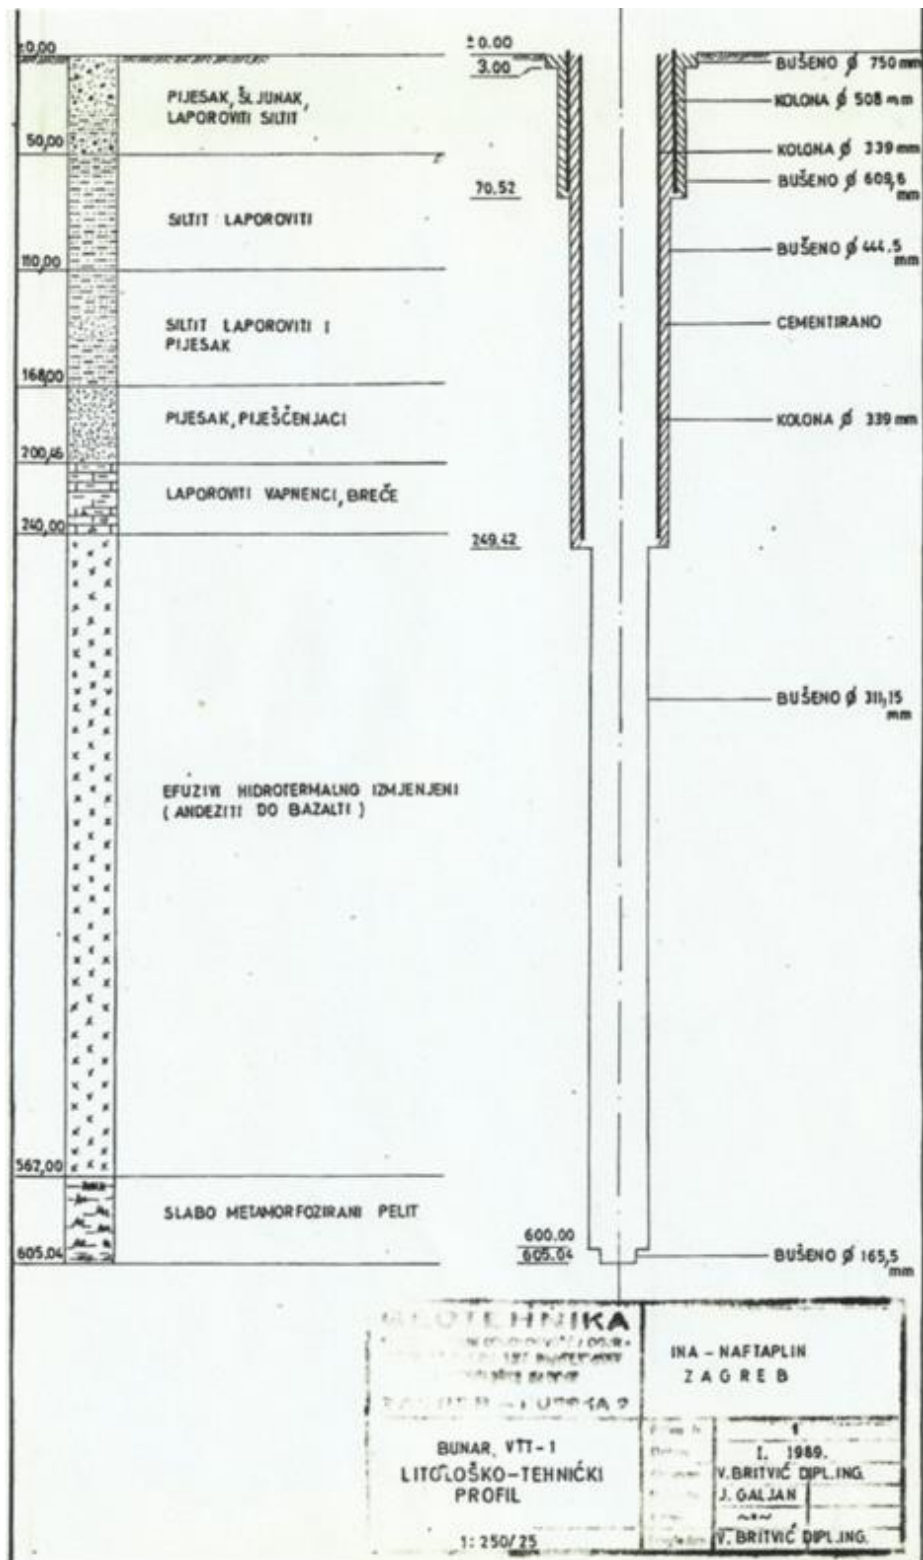 ±0,00
PIJESAK, ŠLJUNAK,
LAPOROVITI SILTIT
50,00
SILTIT LAPOROVITI
110,00
SILTIT LAPOROVITI I
PIJESAK
168,00
PIJESAK, PIJEŠČENJACI
200,45
LAPOROVITI VAPNENCI, BREČE
240,00
EFUZIVI HIDROTERMALNO IZMJENJENI
( ANDEZITI DO BAZALTI )
562,00
SLABO METAMORFOZIRANI PELIT
605.04
±0.00
3.00
70.52
249.42
600.00
605.04
BUŠENO ø 750 mm
KOLONA ø 508 mm
KOLONA ø 339 mm
BUŠENO ø 609,6
mm
BUŠENO ø 444.5
mm
CEMENTIRANO
KOLONA ø 339 mm
BUŠENO ø 311,15
mm
BUŠENO ø 165,5
mm
GEOTEHNIKA
ZAGREB
INA - NAFTAPLIN
ZAGREB
BUNAR, VTT-1
LITOLOŠKO-TEHNIČKI
PROFIL
1: 250/25
1
I. 1989.
V. BRITVIĆ DIPL.ING.
J. GALJAN
V. BRITVIĆ DIPL.ING.